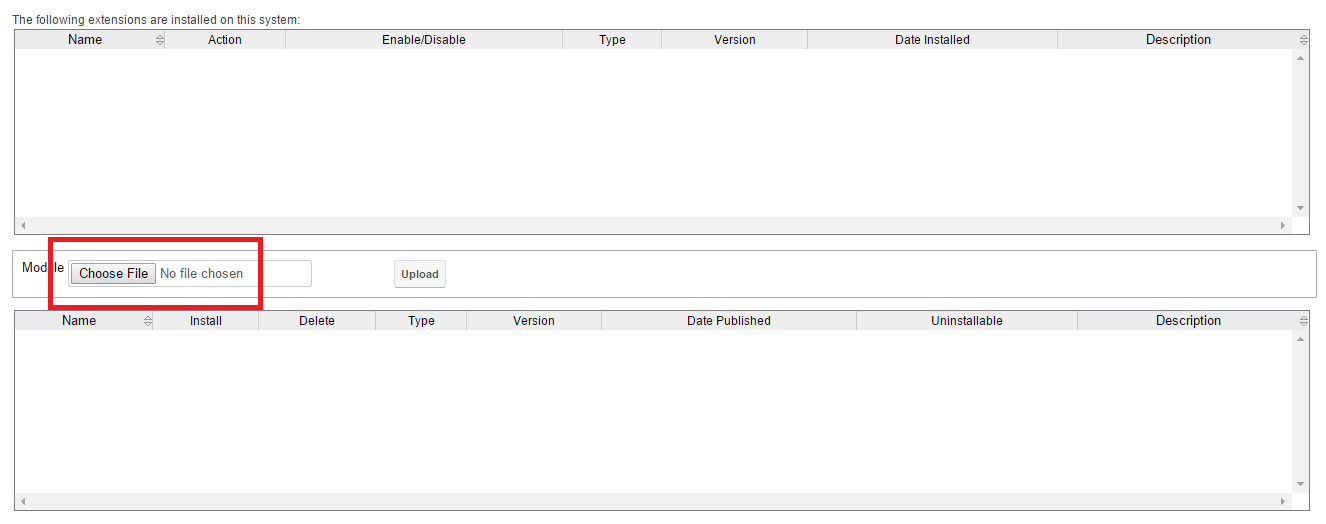 The following extensions are installed on this system:
Name Action Enable/Disable Type Version Date Installed Description
Module Choose File No file chosen Upload
Name Install Delete Type Version Date Published Uninstallable Description